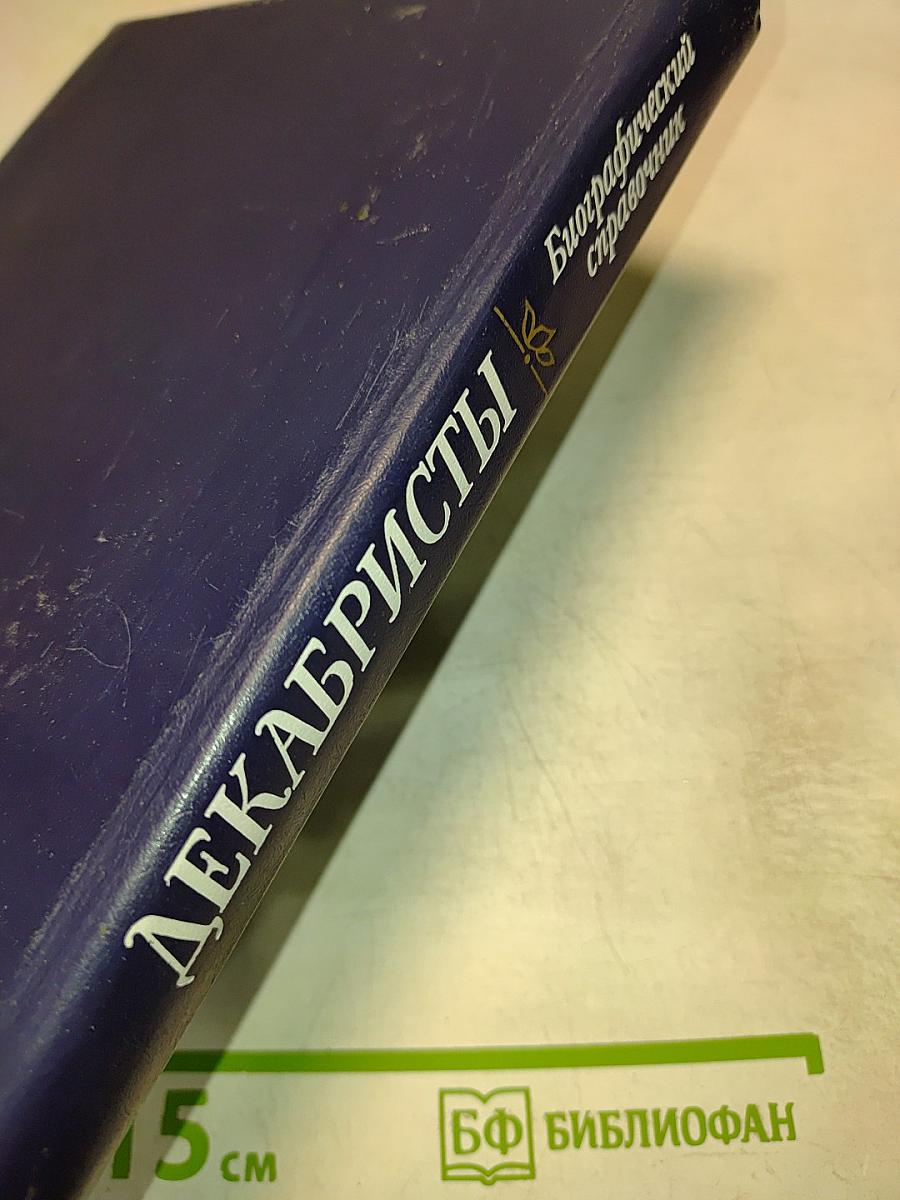 ДЕКАБРИСТЫ
Биографический
справочник
15 см
БФ БИБЛИОФАН